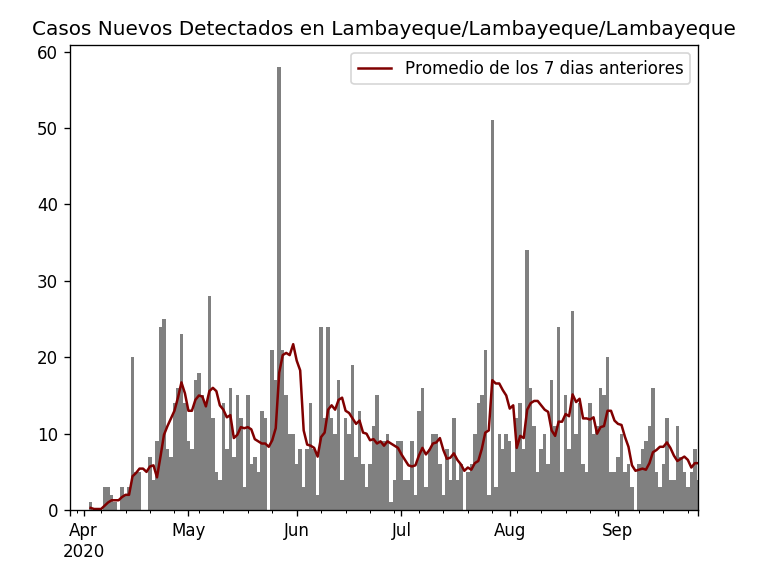 Casos Nuevos Detectados en Lambayeque/Lambayeque/Lambayeque
Promedio de los 7 dias anteriores
60
50
40
30
20
10
0
Apr May Jun Jul Aug Sep
2020